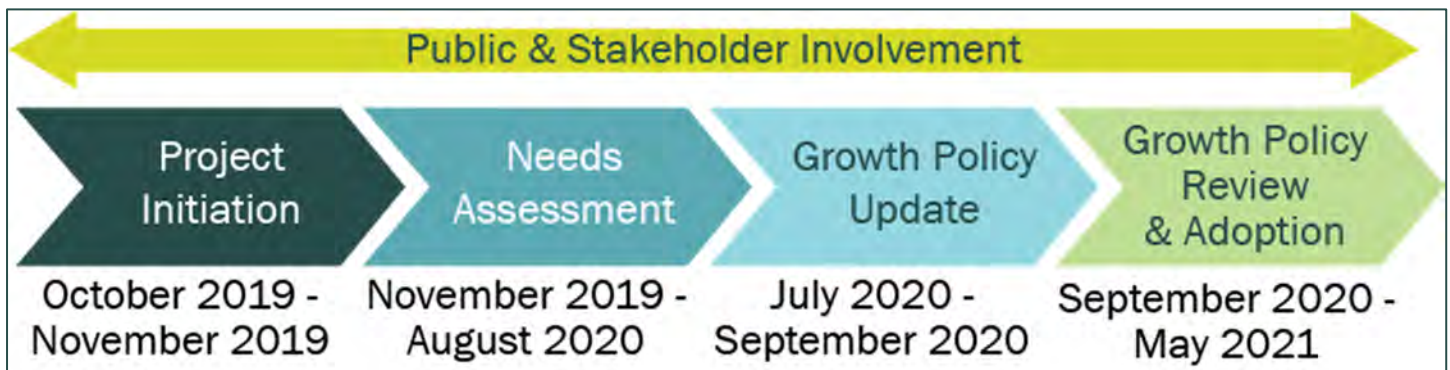 Public & Stakeholder Involvement
Project
Initiation
Needs
Assessment
Growth Policy
Update
Growth Policy
Review
& Adoption
October 2019 -
November 2019
November 2019 -
August 2020
July 2020 -
September 2020
September 2020 -
May 2021